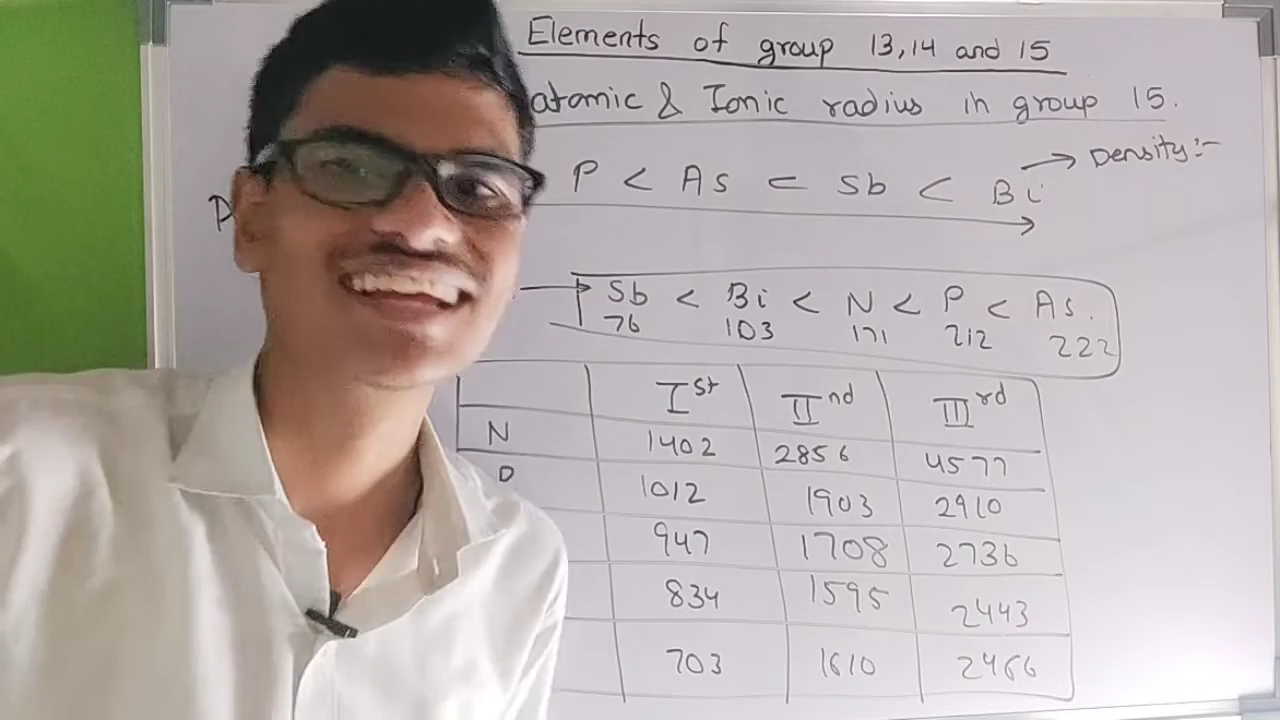 Elements of group 13,14 and 15
atomic & Ionic radius in group 15.
→ Density:-
P < As < Sb < Bi
Sb < Bi < N < P < As.
76 103 171 212 222
Ist IInd IIIrd
N 1402 2856 4577
1012 1903 2910
947 1708 2736
834 1595 2443
703 1610 2466